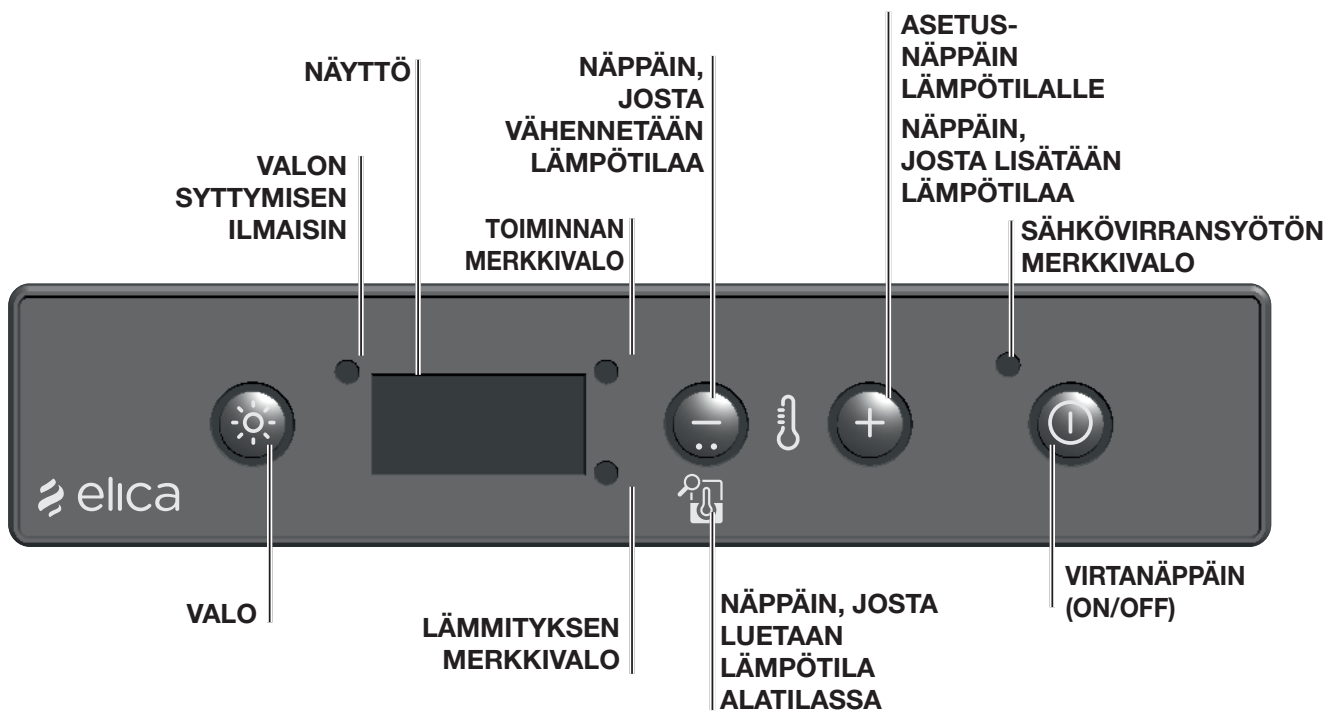 NÄYTTÖ
VALON
SYTTYMISEN
ILMAISIN
NÄPPÄIN,
JOSTA
VÄHENNETÄÄN
LÄMPÖTILAA
TOIMINNAN
MERKKIVALO
ASETUS-
NÄPPÄIN
LÄMPÖTILALLE
NÄPPÄIN,
JOSTA LISÄTÄÄN
LÄMPÖTILAA
SÄHKÖVIRRANSYÖTÖN
MERKKIVALO
elica
VALO
LÄMMITYKSEN
MERKKIVALO
NÄPPÄIN, JOSTA
LUETAAN
LÄMPÖTILA
ALATILASSA
VIRTANÄPPÄIN
(ON/OFF)